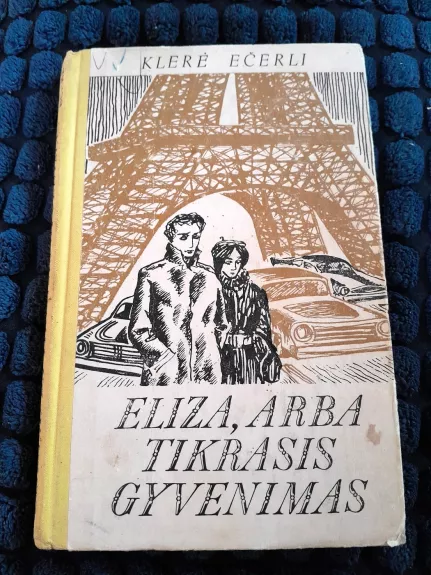 KLERĖ EČERLI
ELIZA, ARBA
TIKRASIS
GYVENIMAS